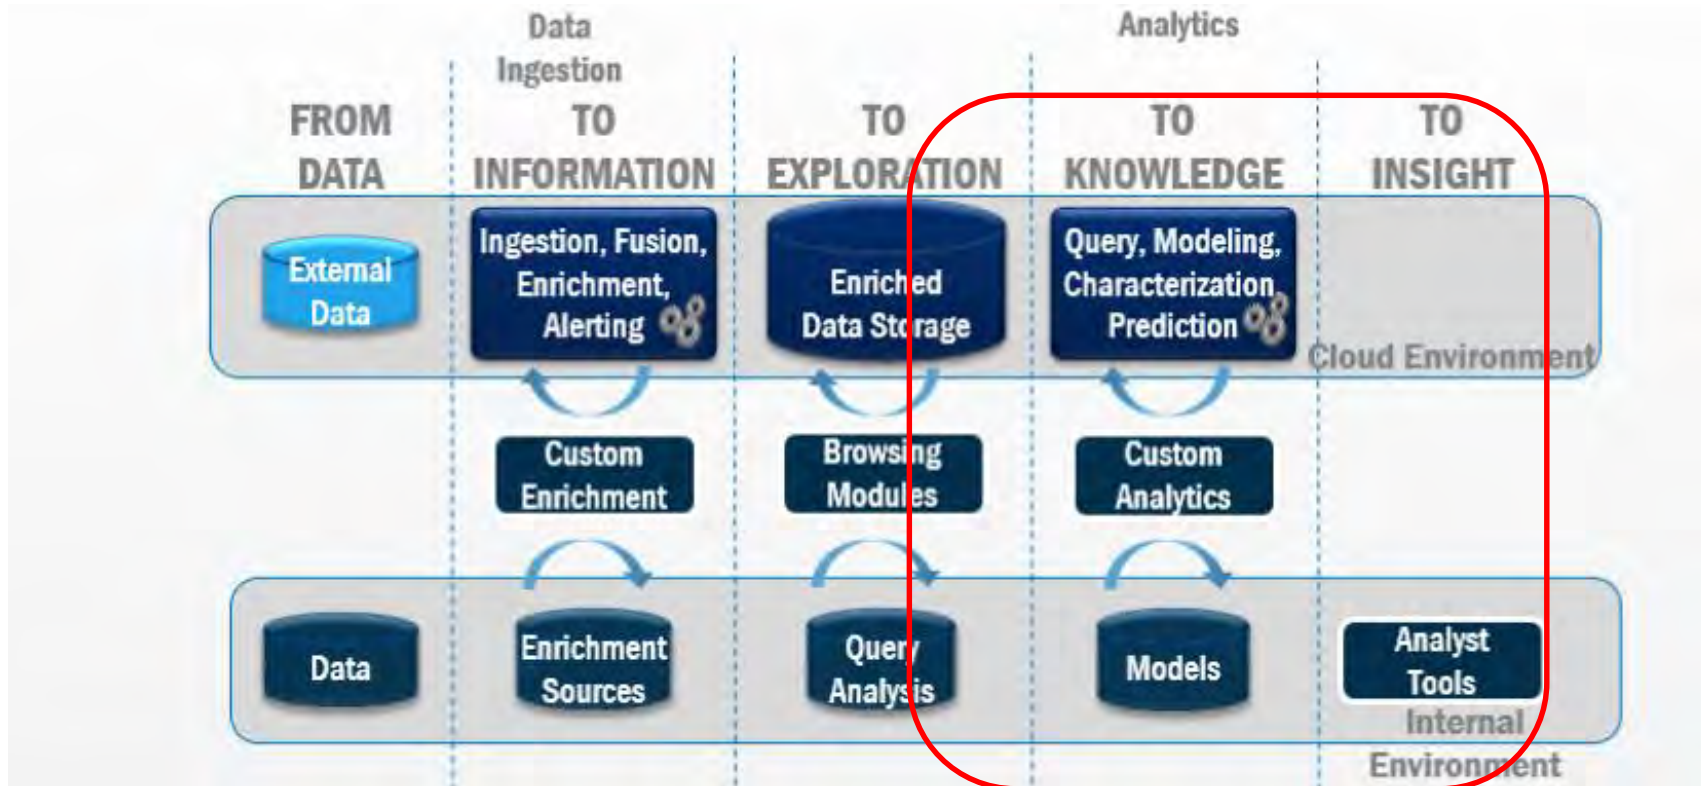 Data
Ingestion
Analytics
FROM
DATA
TO
INFORMATION
TO
EXPLORATION
TO
KNOWLEDGE
TO
INSIGHT
External
Data
Ingestion, Fusion,
Enrichment,
Alerting
Enriched
Data Storage
Query, Modeling,
Characterization,
Prediction
Cloud Environment
Custom
Enrichment
Browsing
Modules
Custom
Analytics
Data
Enrichment
Sources
Query
Analysis
Models
Analyst
Tools
Internal
Environment